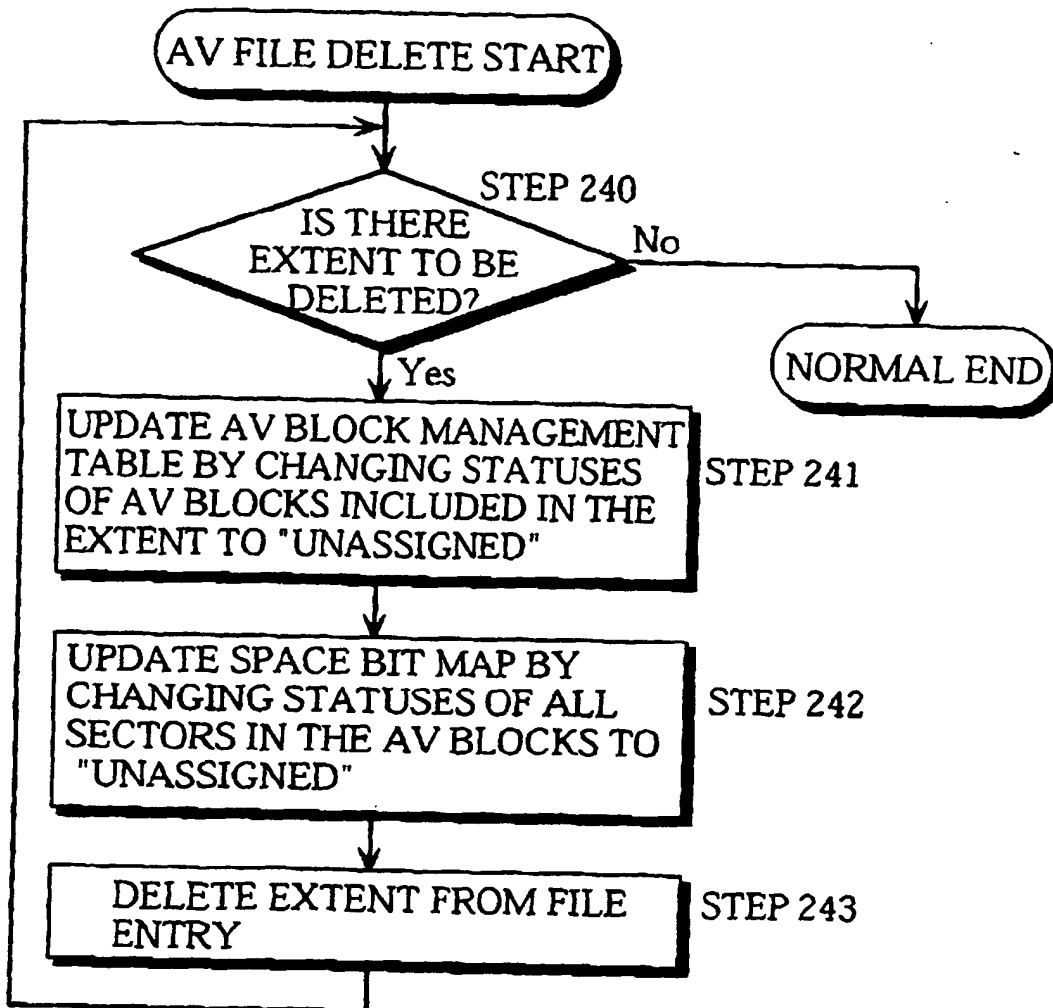 AV FILE DELETE START
STEP 240
IS THERE
EXTENT TO BE
DELETED?
No
NORMAL END
Yes
UPDATE AV BLOCK MANAGEMENT
TABLE BY CHANGING STATUSES
OF AV BLOCKS INCLUDED IN THE
EXTENT TO "UNASSIGNED"
STEP 241
UPDATE SPACE BIT MAP BY
CHANGING STATUSES OF ALL
SECTORS IN THE AV BLOCKS TO
"UNASSIGNED"
STEP 242
DELETE EXTENT FROM FILE
ENTRY
STEP 243